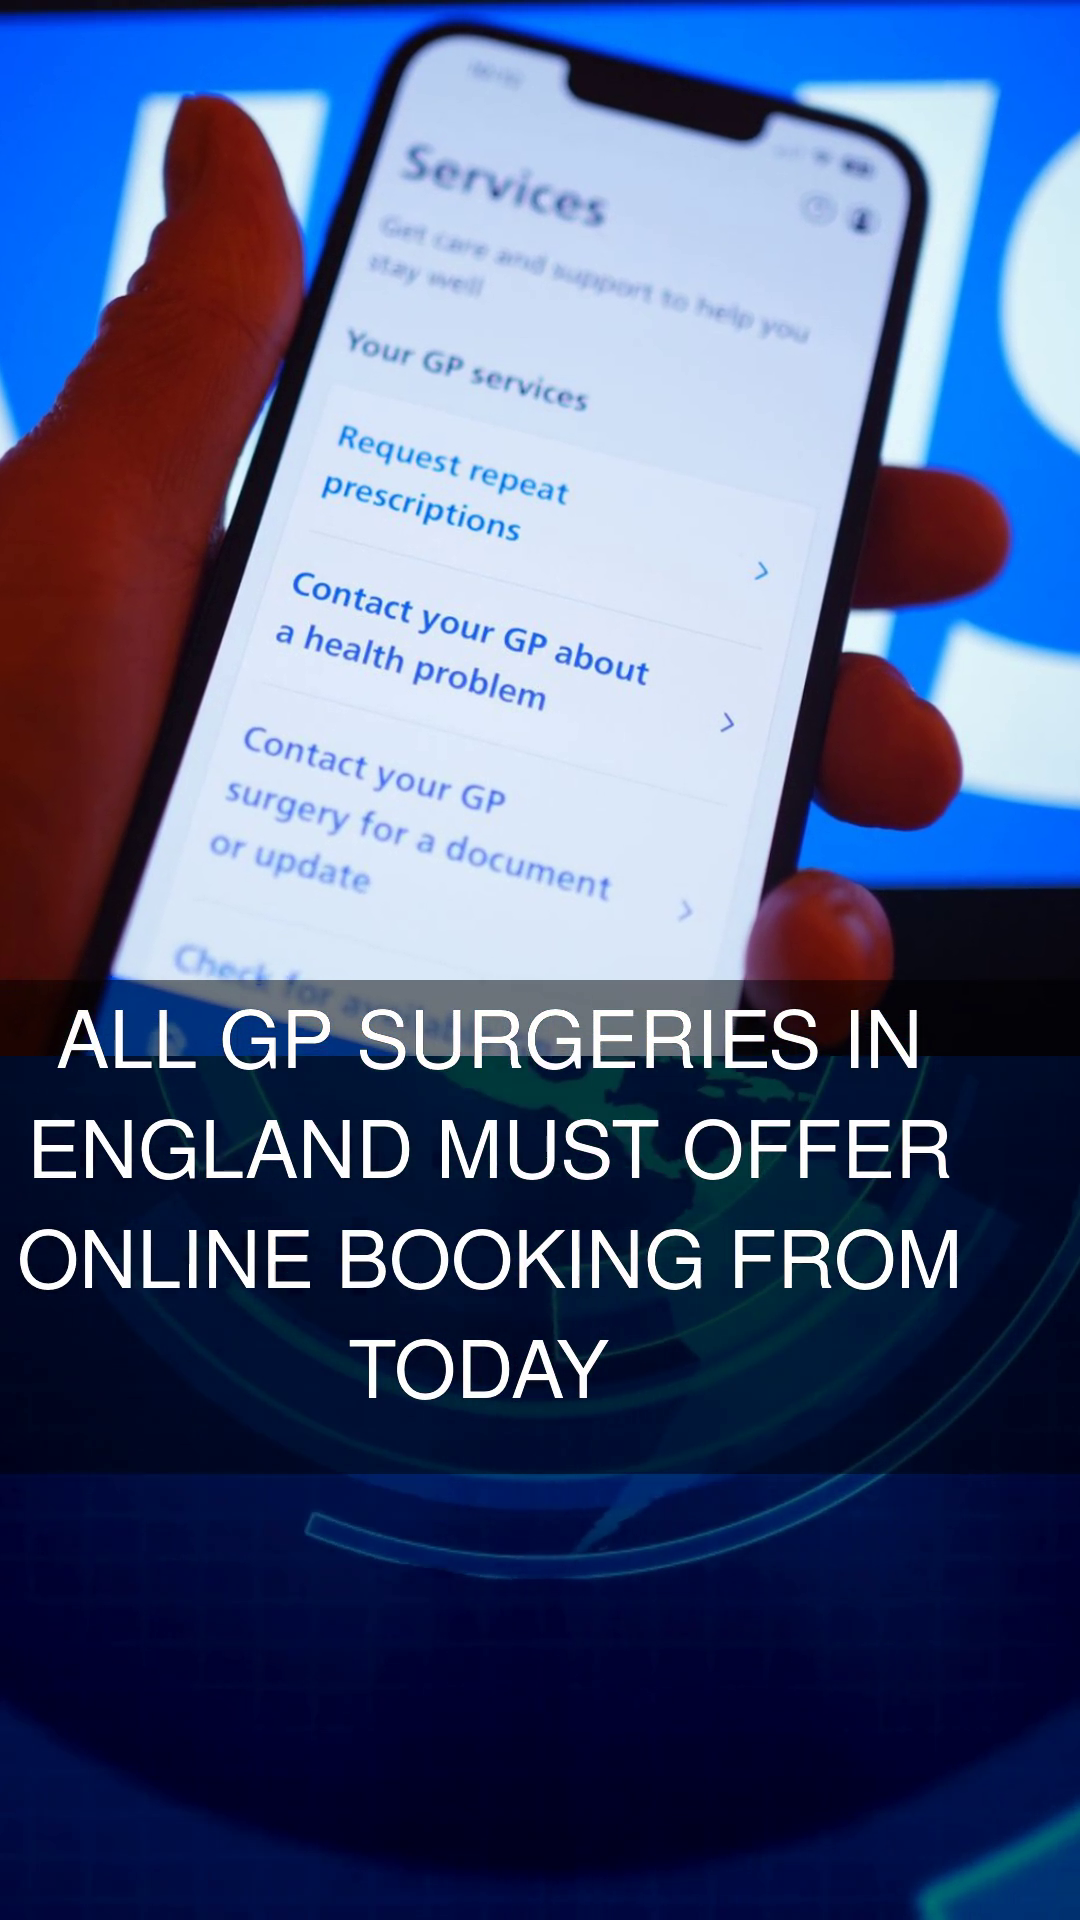 Services
Get care and support to help you
stay well
Your GP services
Request repeat
prescriptions
Contact your GP about
a health problem
Contact your GP
surgery for a document
or update
Check for
ALL GP SURGERIES IN
ENGLAND MUST OFFER
ONLINE BOOKING FROM
TODAY